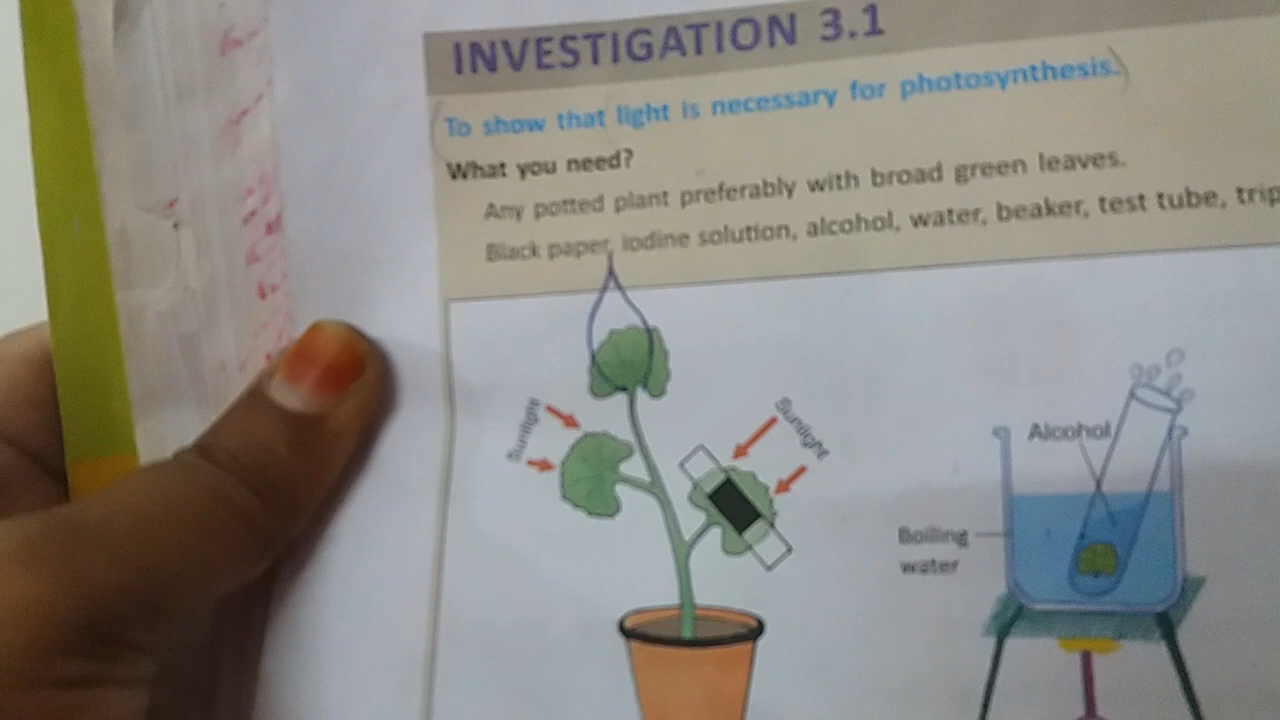 INVESTIGATION 3.1
To show that light is necessary for photosynthesis.
What you need?
Any potted plant preferably with broad green leaves.
Black paper, iodine solution, alcohol, water, beaker, test tube,
Sunlight
Sunlight
Alcohol
Boiling
water